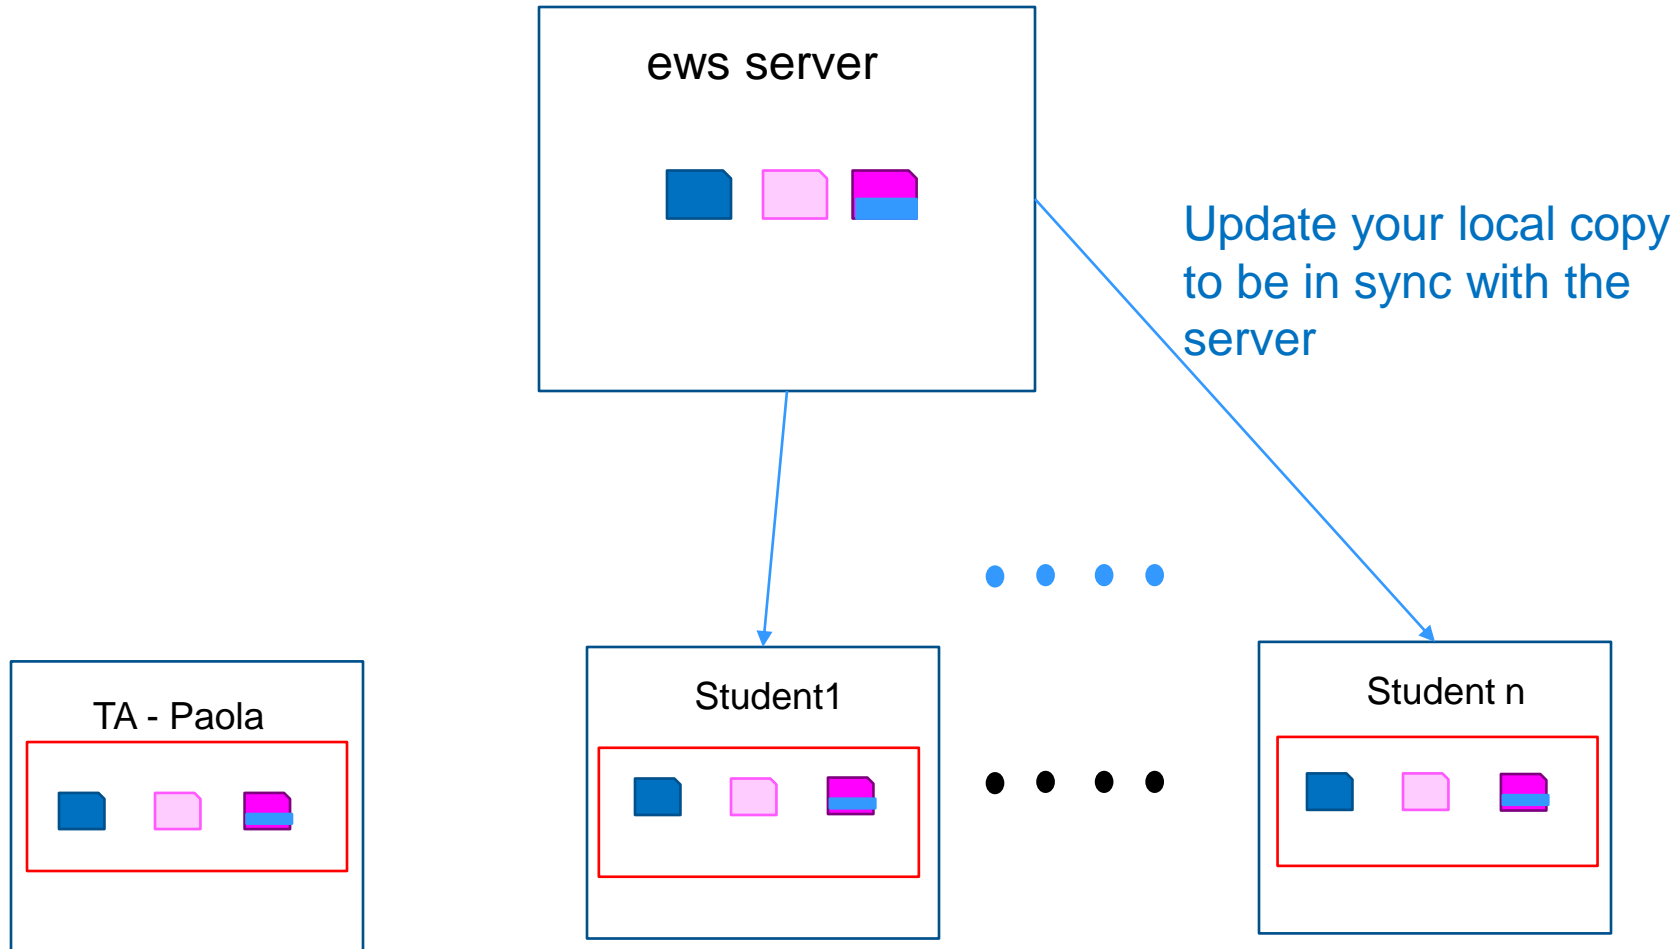 ews server
Update your local copy
to be in sync with the
server
TA - Paola
Student1
Student n